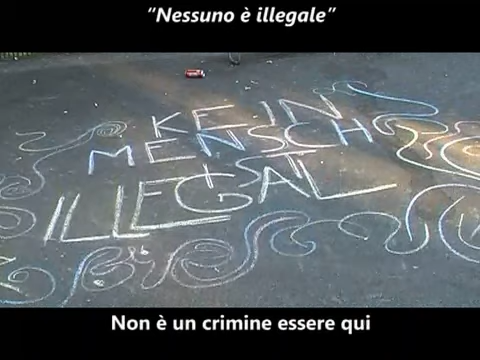 "Nessuno è illegale"
KEIN
MENSCH
IST
ILLEGAL
Non è un crimine essere qui